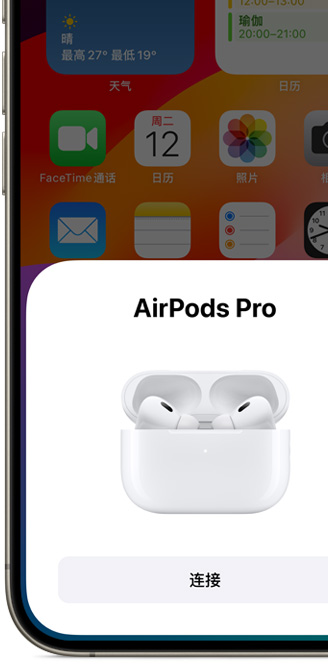 12:00–13:00
瑜伽
20:00–21:00
晴
最高 27° 最低 19°
天气
日历
周二
12
FaceTime 通话
日历
照片
AirPods Pro
连接